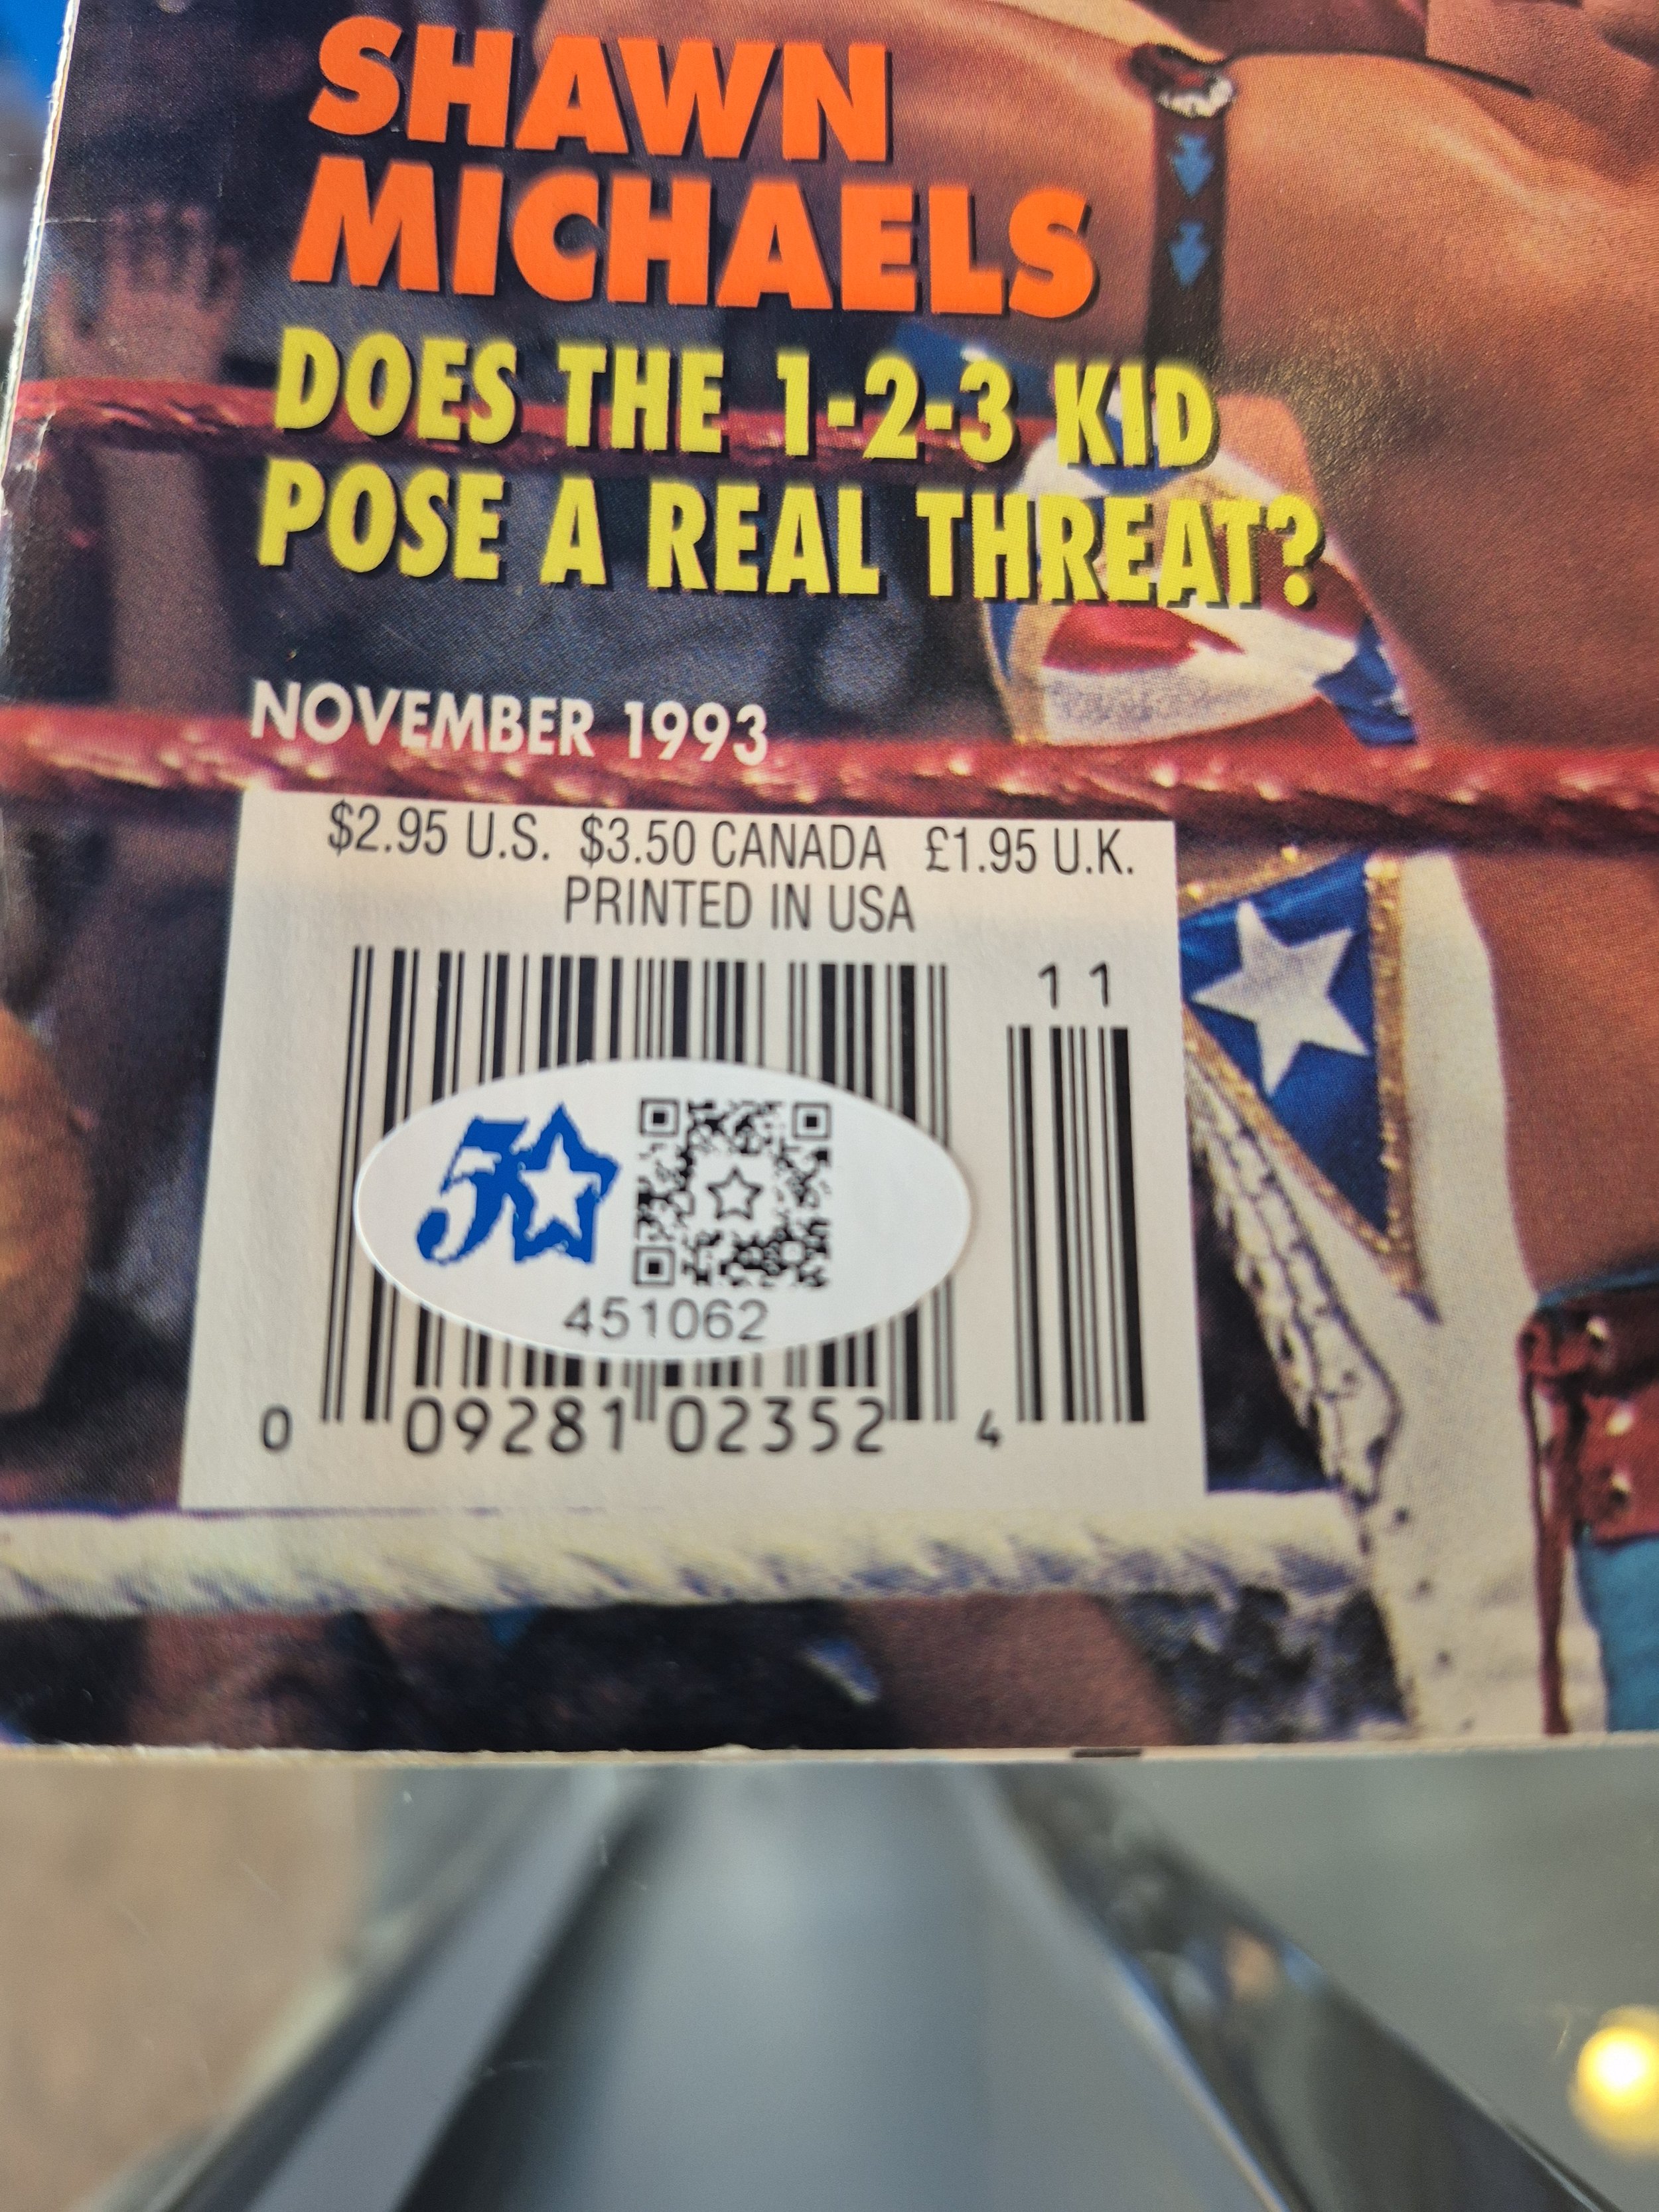 SHAWN
MICHAELS
DOES THE 1-2-3 KID
POSE A REAL THREAT?
NOVEMBER 1993
$2.95 U.S. $3.50 CANADA £1.95 U.K.
PRINTED IN USA
11
50
451062
0 09281 02352 4